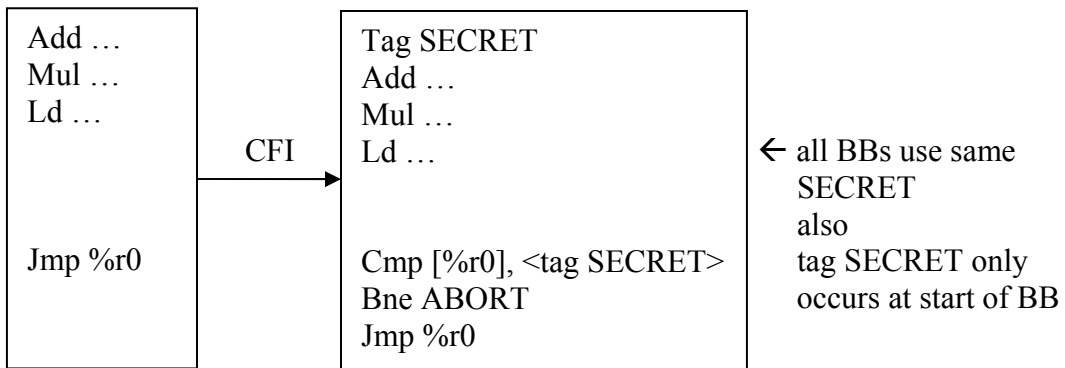 Add …
Mul …
Ld …
Jmp %r0
CFI
Tag SECRET
Add …
Mul …
Ld …
Cmp [%r0], <tag SECRET>
Bne ABORT
Jmp %r0
← all BBs use same
SECRET
also
tag SECRET only
occurs at start of BB